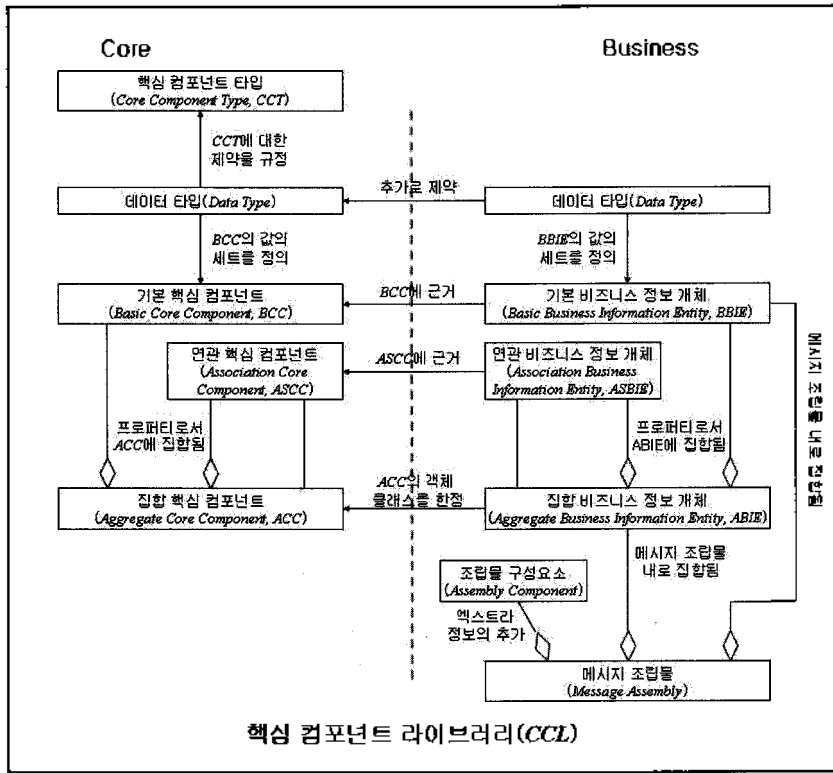 Core
Business
핵심 컴포넌트 타입
(Core Component Type, CCT)
CCT에 대한
제약을 규정
데이터 타입(Data Type)
추가로 제약
데이터 타입(Data Type)
BCC의 값의
세트를 정의
BBIE의 값의
세트를 정의
기본 핵심 컴포넌트
(Basic Core Component, BCC)
BCC에 근거
기본 비즈니스 정보 개체
(Basic Business Information Entity, BBIE)
연관 핵심 컴포넌트
(Association Core
Component, ASCC)
ASCC에 근거
연관 비즈니스 정보 개체
(Association Business
Information Entity, ASBIE)
메시지 조립물 내로 집합됨
프로퍼티로서
ACC에 집합됨
프로퍼티로서
ABIE에 집합됨
집합 핵심 컴포넌트
(Aggregate Core Component, ACC)
ACC의 객체
클래스를 한정
집합 비즈니스 정보 개체
(Aggregate Business Information Entity, ABIE)
조립물 구성요소
(Assembly Component)
메시지 조립물
내로 집합됨
엑스트라
정보의 추가
메시지 조립물
(Message Assembly)
핵심 컴포넌트 라이브러리(CCL)